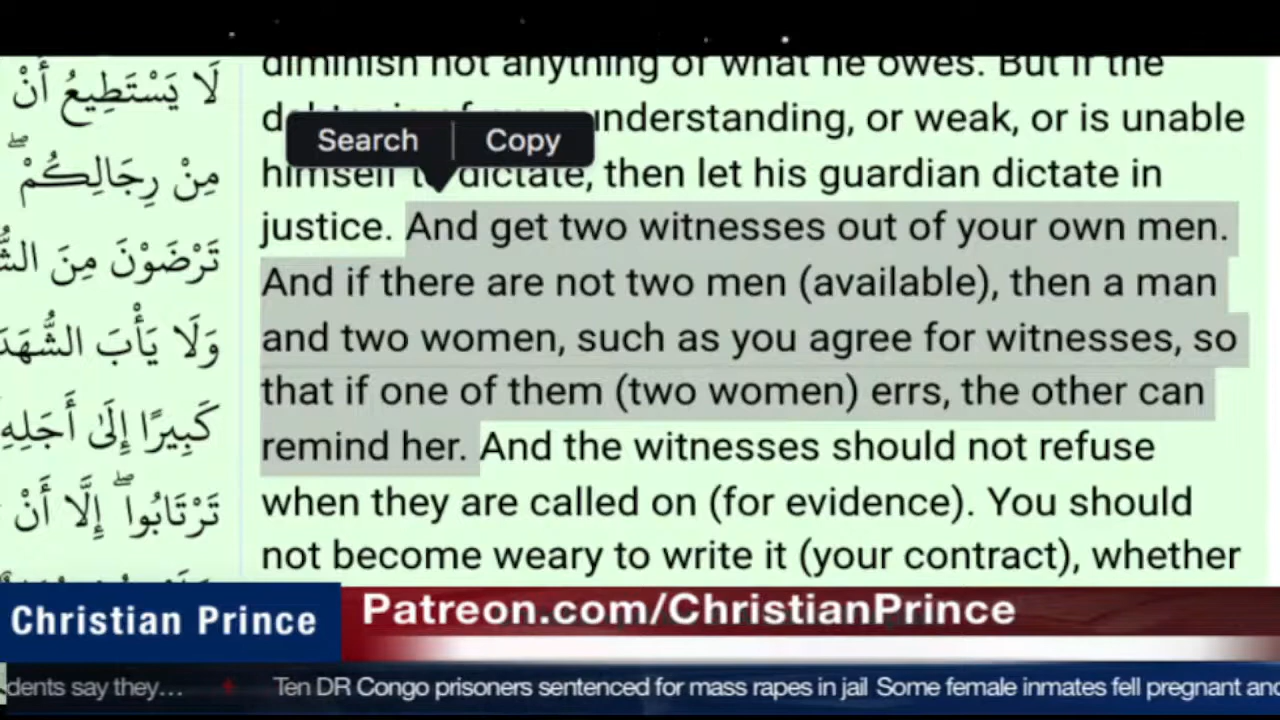 diminish not anything of what he owes. But if the
understanding, or weak, or is unable
Search
Copy
himself to dictate, then let his guardian dictate in
justice. And get two witnesses out of your own men.
And if there are not two men (available), then a man
and two women, such as you agree for witnesses, so
that if one of them (two women) errs, the other can
remind her. And the witnesses should not refuse
when they are called on (for evidence). You should
not become weary to write it (your contract), whether
لَا يَسْتَطِيعُ أَنْ
مِنْ رِجَالِكُمْ ۖ
تَرْضَوْنَ مِنَ
وَلَا يَأْبَ
كَبِيرًا إِلَىٰ أَجَلِهِ
تَرْتَابُوا ۖ إِلَّا أَنْ
Christian Prince
Patreon.com/ChristianPrince
dents say they... Ten DR Congo prisoners sentenced for mass rapes in jail Some female inmates fell pregnant and